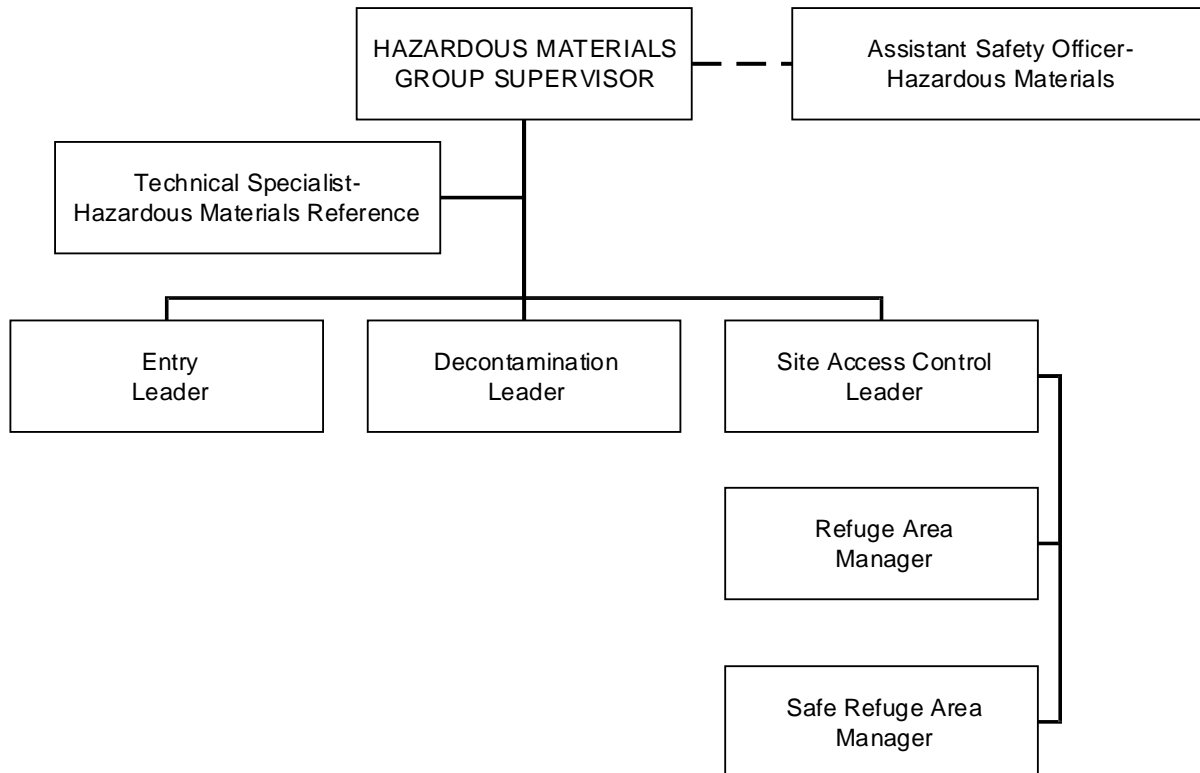 HAZARDOUS MATERIALS
GROUP SUPERVISOR
Assistant Safety Officer-
Hazardous Materials
Technical Specialist-
Hazardous Materials Reference
Entry
Leader
Decontamination
Leader
Site Access Control
Leader
Refuge Area
Manager
Safe Refuge Area
Manager